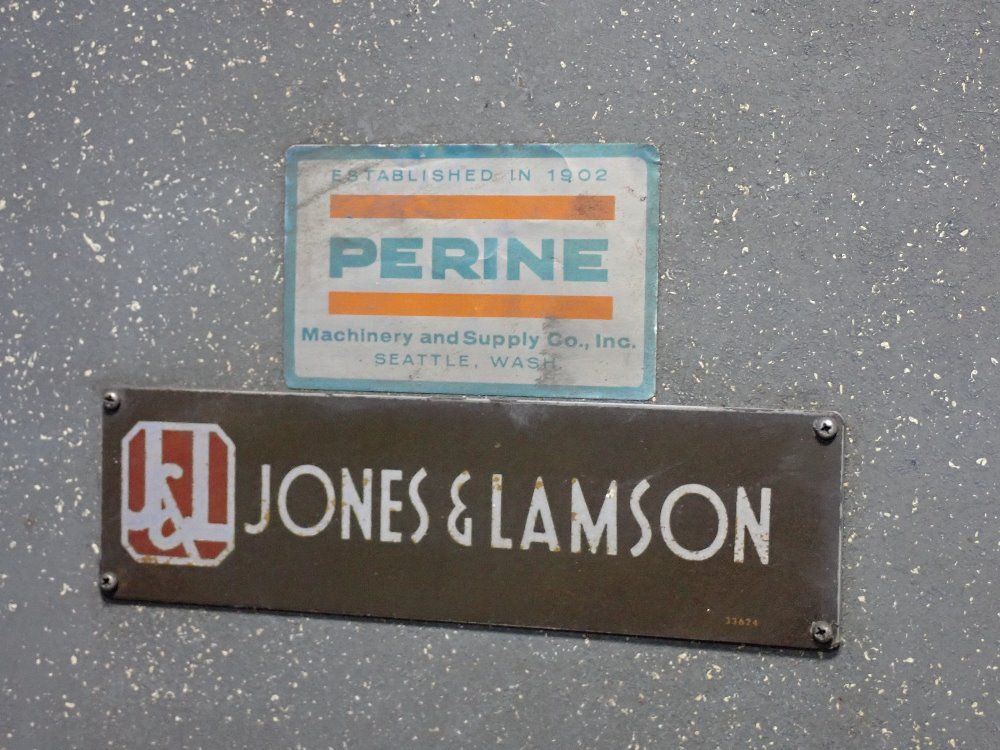 ESTABLISHED IN 1902
PERINE
Machinery and Supply Co., Inc.
SEATTLE, WASH.
J&L JONES & LAMSON
33624